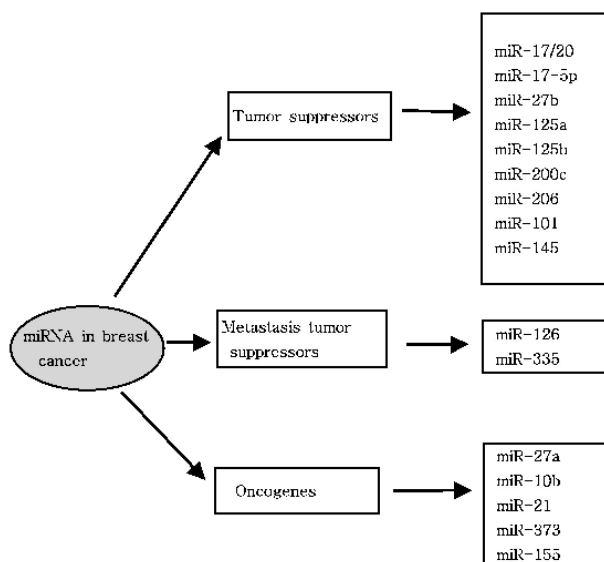 miR-17/20
miR-17-5p
miR-27b
Tumor suppressors
miR-125a
miR-125b
miR-200c
miR-206
miR-101
miR-145
miRNA in breast
cancer
Metastasis tumor
suppressors
miR-126
miR-335
Oncogenes
miR-27a
miR-10b
miR-21
miR-373
miR-155